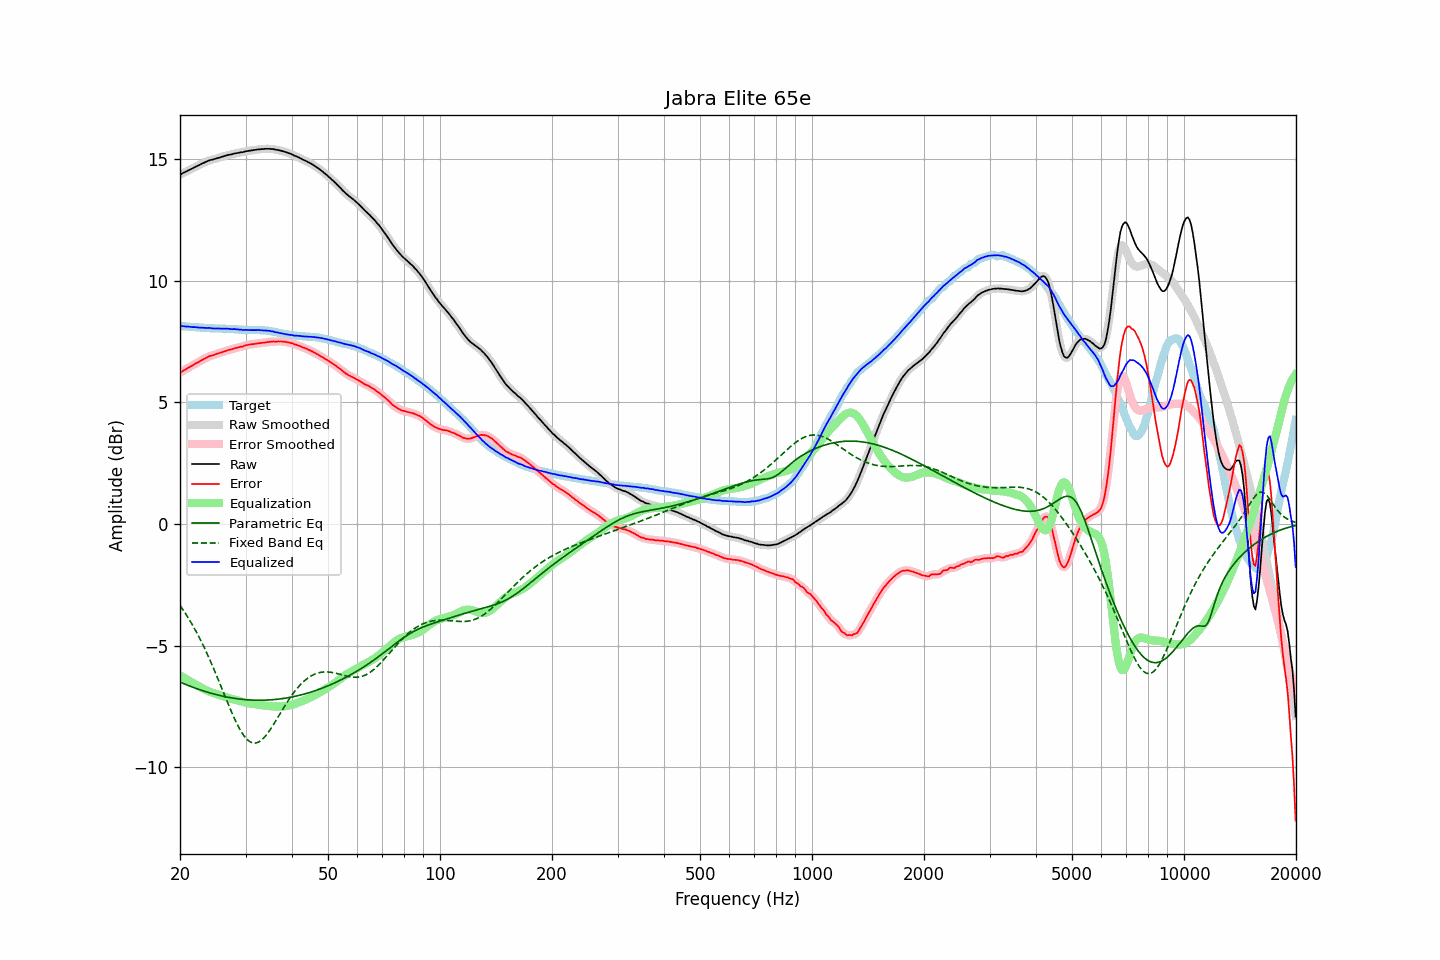 Jabra Elite 65e
Amplitude (dBr)
15
10
5
0
−5
−10
Target
Raw Smoothed
Error Smoothed
Raw
Error
Equalization
Parametric Eq
Fixed Band Eq
Equalized
20 50 100 200 500 1000 2000 5000 10000 20000
Frequency (Hz)